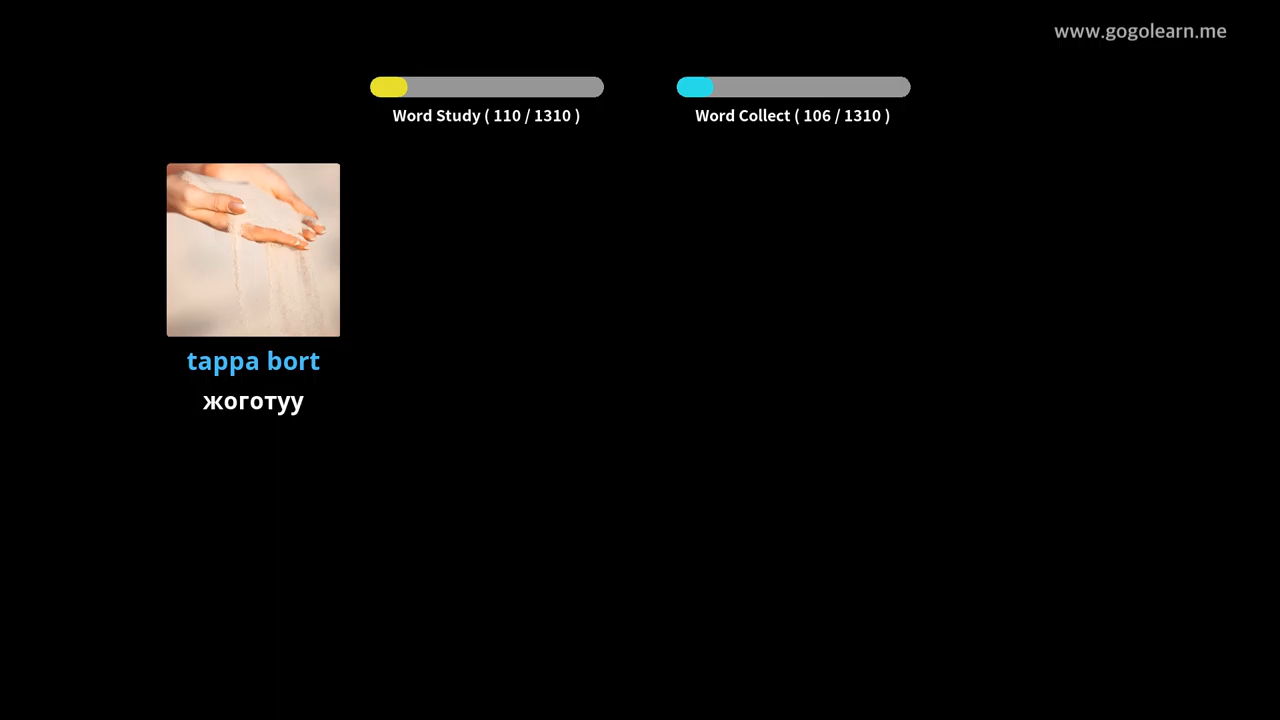 www.gogolearn.me
Word Study ( 110 / 1310 )
Word Collect ( 106 / 1310 )
tappa bort
жоготуу